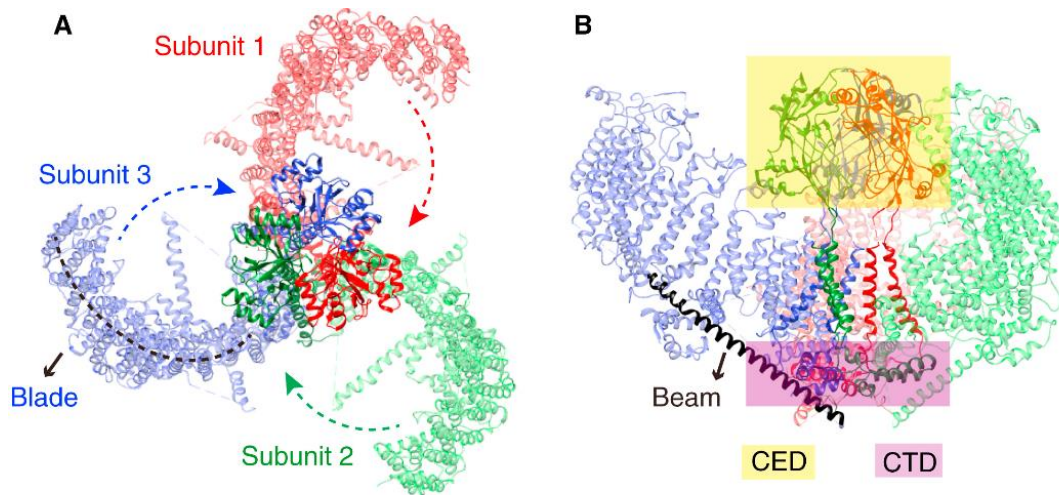 A
Subunit 1
Subunit 3
Blade
Subunit 2
B
Beam
CED
CTD